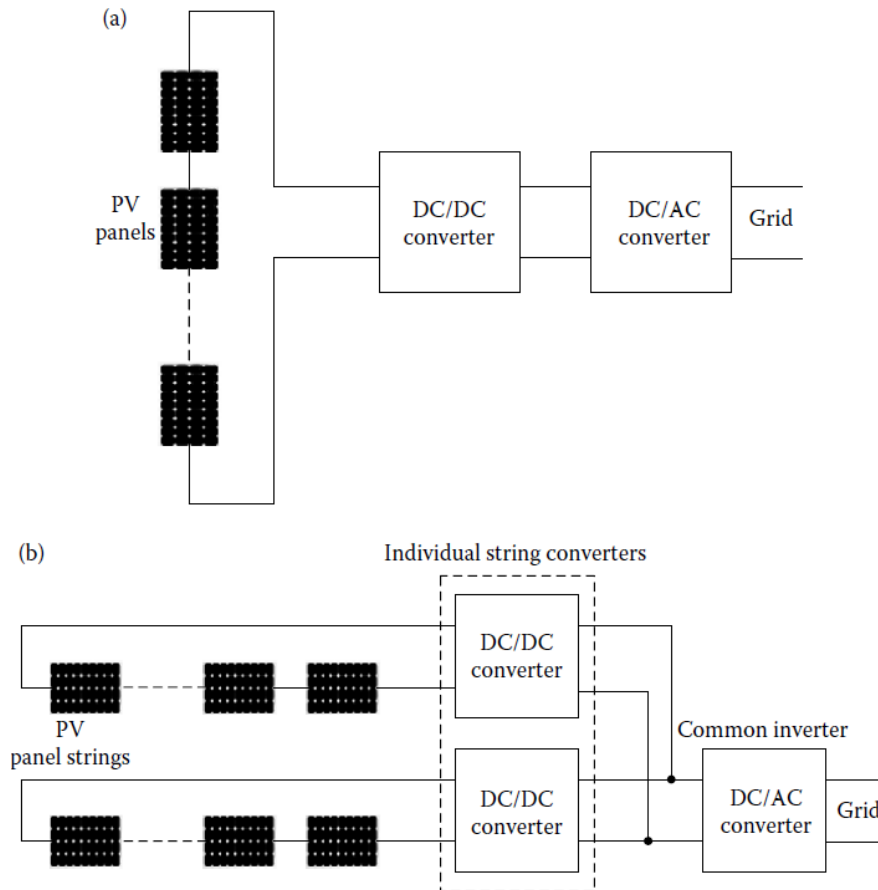 (a)
PV
panels
DC/DC
converter
DC/AC
converter
Grid
(b)
Individual string converters
DC/DC
converter
PV
panel strings
Common inverter
DC/DC
converter
DC/AC
converter
Grid